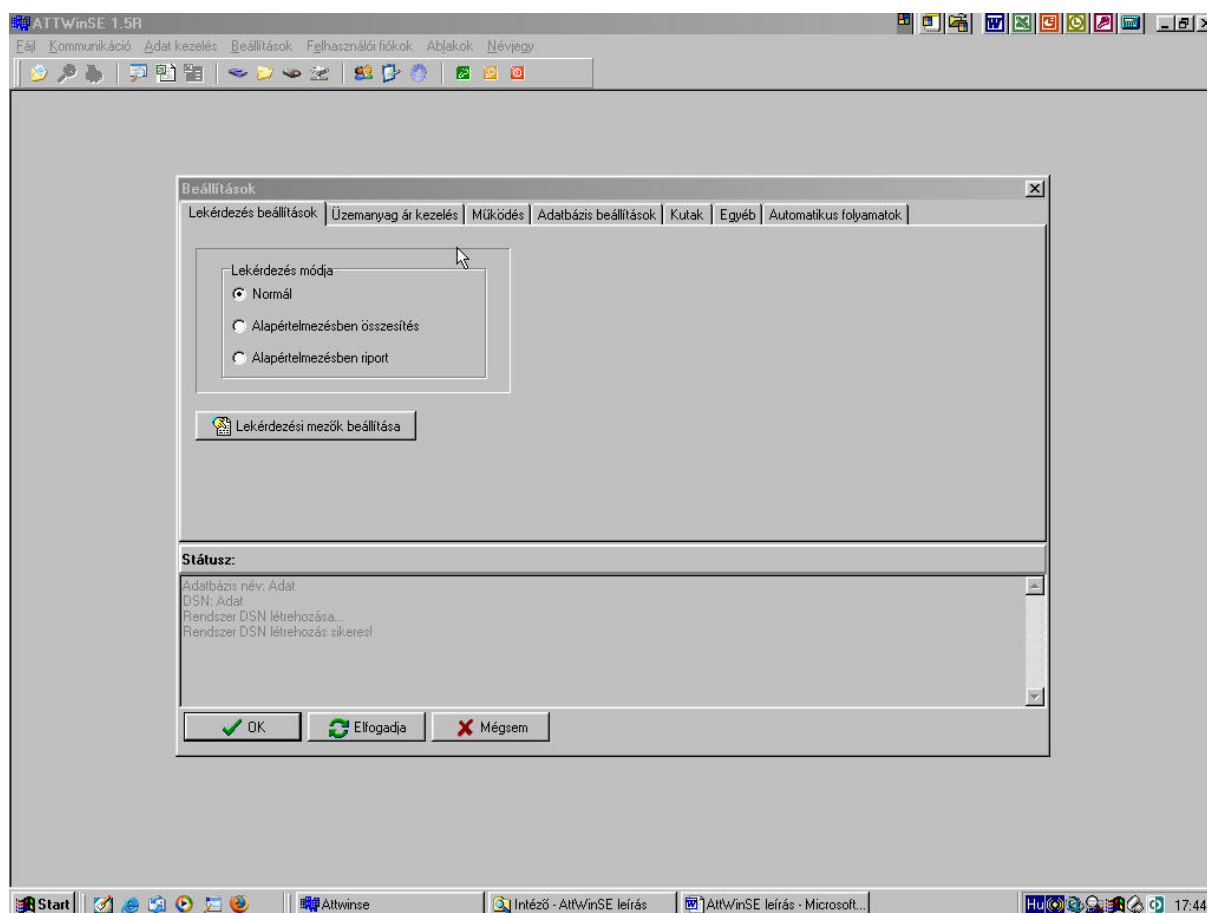 ATTWinSE 1.5R
Fájl Kommunikáció Adat kezelés Beállítások Felhasználói fiókok Ablakok Névjegy
Beállítások
Lekérdezés beállítások Üzemanyag ár kezelés Működés Adatbázis beállítások Kutak Egyéb Automatikus folyamatok
Lekérdezés módja
Normál
Alapértelmezésben összesítés
Alapértelmezésben riport
Lekérdezési mezők beállítása
Státusz:
Adatbázis név: Adat
DSN: Adat
Rendszer DSN létrehozása...
Rendszer DSN létrehozás sikeres!
OK Elfogadja Mégsem
Start Attwinse Intéző - AttWinSE leírás AttWinSE leírás - Microsoft... Hu 17:44